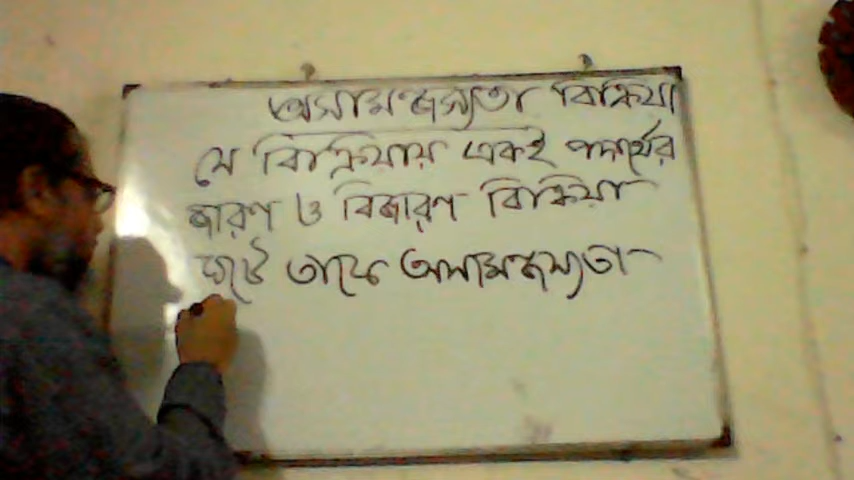 অসামঞ্জস্যতা বিক্রিয়া
যে বিক্রিয়ায় একই পদার্থের
জারণ ও বিজারণ বিক্রিয়া
ঘটে তাকে অসামঞ্জস্যতা